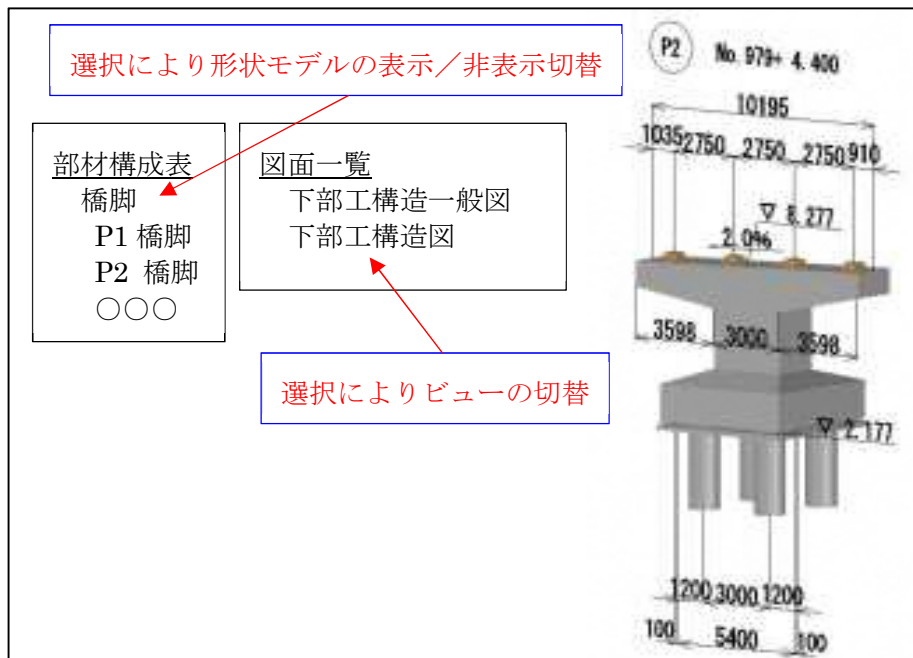 選択により形状モデルの表示／非表示切替
部材構成表
橋脚
P1 橋脚
P2 橋脚
○○○
図面一覧
下部工構造一般図
下部工構造図
選択によりビューの切替
P2 No. 979+ 4.400
10195
1035 2750 2750 2750 910
▽ 8.277
2.0%
3598 3000 3598
▽ 2.177
1200 3000 1200
100 5400 100